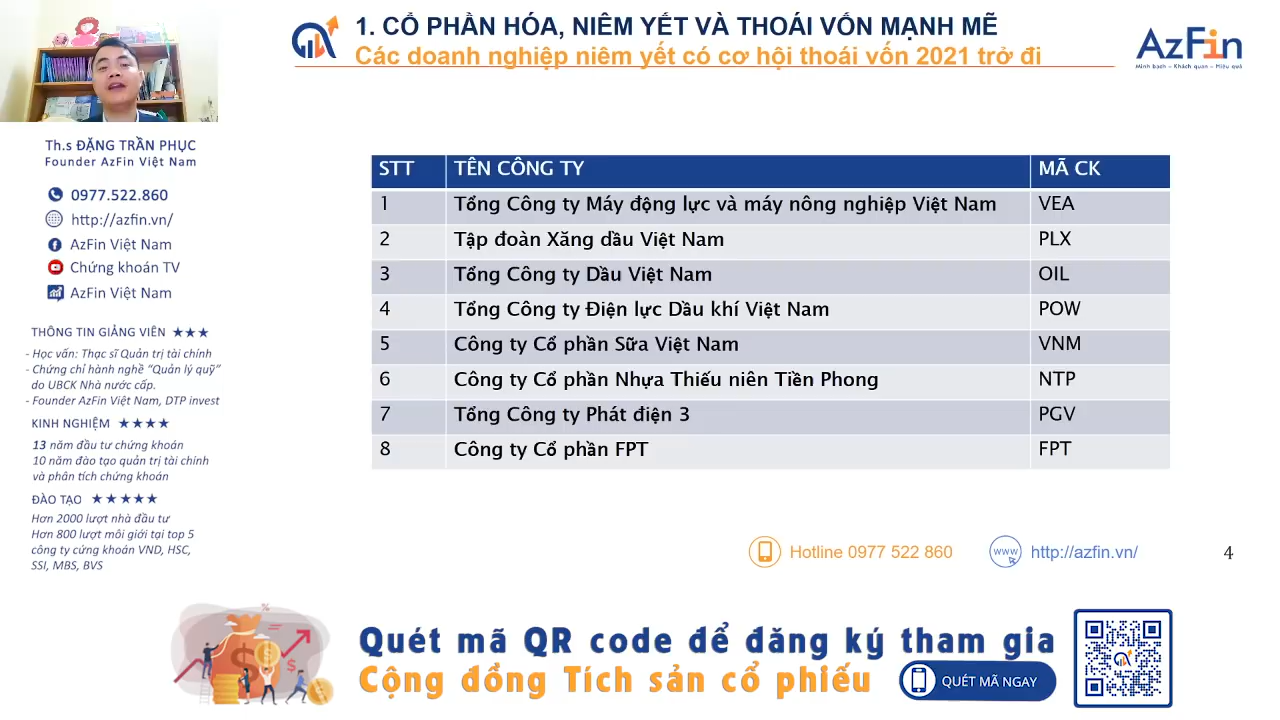 1. CỔ PHẦN HÓA, NIÊM YẾT VÀ THOÁI VỐN MẠNH MẼ
Các doanh nghiệp niêm yết có cơ hội thoái vốn 2021 trở đi
AzFin
Minh bạch – Khách quan – Hiệu quả
Th.s ĐẶNG TRẦN PHỤC
Founder AzFin Việt Nam
0977.522.860
http://azfin.vn/
AzFin Việt Nam
Chứng khoán TV
AzFin Việt Nam
THÔNG TIN GIẢNG VIÊN ★★★
- Học vấn: Thạc sĩ Quản trị tài chính
- Chứng chỉ hành nghề “Quản lý quỹ”
do UBCK Nhà nước cấp.
- Founder AzFin Việt Nam, DTP invest
KINH NGHIỆM ★★★★
13 năm đầu tư chứng khoán
10 năm đào tạo quản trị tài chính
và phân tích chứng khoán
ĐÀO TẠO ★★★★★
Hơn 2000 lượt nhà đầu tư
Hơn 800 lượt môi giới tại top 5
công ty cứng khoán VND, HSC,
SSI, MBS, BVS
STT TÊN CÔNG TY MÃ CK
1 Tổng Công ty Máy động lực và máy nông nghiệp Việt Nam VEA
2 Tập đoàn Xăng dầu Việt Nam PLX
3 Tổng Công ty Dầu Việt Nam OIL
4 Tổng Công ty Điện lực Dầu khí Việt Nam POW
5 Công ty Cổ phần Sữa Việt Nam VNM
6 Công ty Cổ phần Nhựa Thiếu niên Tiền Phong NTP
7 Tổng Công ty Phát điện 3 PGV
8 Công ty Cổ phần FPT FPT
Hotline 0977 522 860
www
http://azfin.vn/
4
Quét mã QR code để đăng ký tham gia
Cộng đồng Tích sản cổ phiếu
QUÉT MÃ NGAY